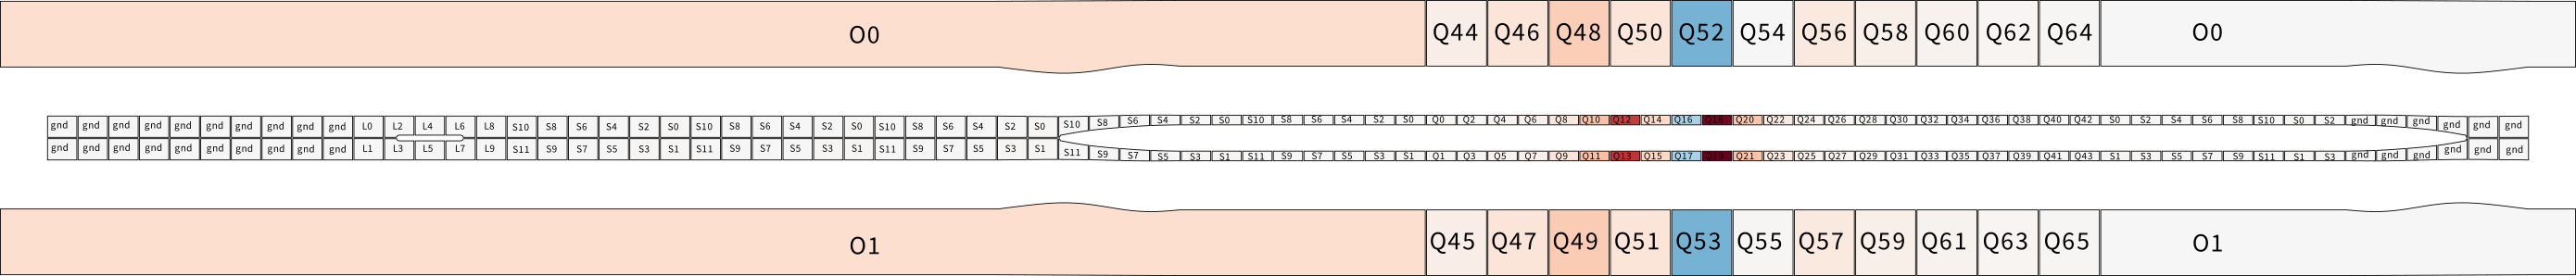 O0 Q44 Q46 Q48 Q50 Q52 Q54 Q56 Q58 Q60 Q62 Q64 O0
gnd gnd gnd gnd gnd gnd gnd gnd gnd gnd L0 L2 L4 L6 L8 S10 S8 S6 S4 S2 S0 S10 S8 S6 S4 S2 S0 S10 S8 S6 S4 S2 S0 S10 S8 S6 S4 S2 S0 S10 S8 S6 S4 S2 S0 Q0 Q2 Q4 Q6 Q8 Q10 Q12 Q14 Q16 Q18 Q20 Q22 Q24 Q26 Q28 Q30 Q32 Q34 Q36 Q38 Q40 Q42 S0 S2 S4 S6 S8 S10 S0 S2 gnd gnd gnd gnd gnd gnd
gnd gnd gnd gnd gnd gnd gnd gnd gnd gnd L1 L3 L5 L7 L9 S11 S9 S7 S5 S3 S1 S11 S9 S7 S5 S3 S1 S11 S9 S7 S5 S3 S1 S11 S9 S7 S5 S3 S1 S11 S9 S7 S5 S3 S1 Q1 Q3 Q5 Q7 Q9 Q11 Q13 Q15 Q17 Q19 Q21 Q23 Q25 Q27 Q29 Q31 Q33 Q35 Q37 Q39 Q41 Q43 S1 S3 S5 S7 S9 S11 S1 S3 gnd gnd gnd gnd gnd gnd
O1 Q45 Q47 Q49 Q51 Q53 Q55 Q57 Q59 Q61 Q63 Q65 O1